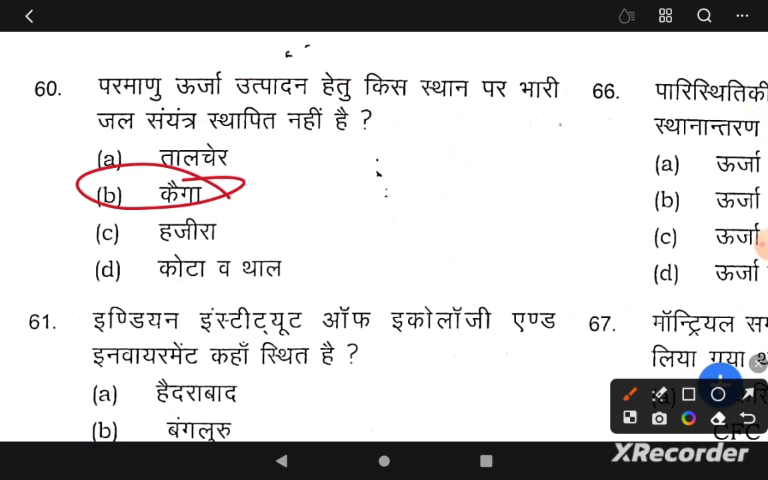 60. परमाणु ऊर्जा उत्पादन हेतु किस स्थान पर भारी
जल संयंत्र स्थापित नहीं है ?
(a) तालचेर
(b) कैगा
(c) हजीरा
(d) कोटा व थाल
61. इण्डियन इंस्टीट्यूट ऑफ इकोलॉजी एण्ड
इनवायरमेंट कहाँ स्थित है ?
(a) हैदराबाद
(b) बंगलुरु
66. पारिस्थितिकी
स्थानान्तरण
(a) ऊर्जा
(b) ऊर्जा
(c) ऊर्जा
(d) ऊर्जा
67. मॉन्ट्रियल
लिया गया
(a)
CFC
XRecorder